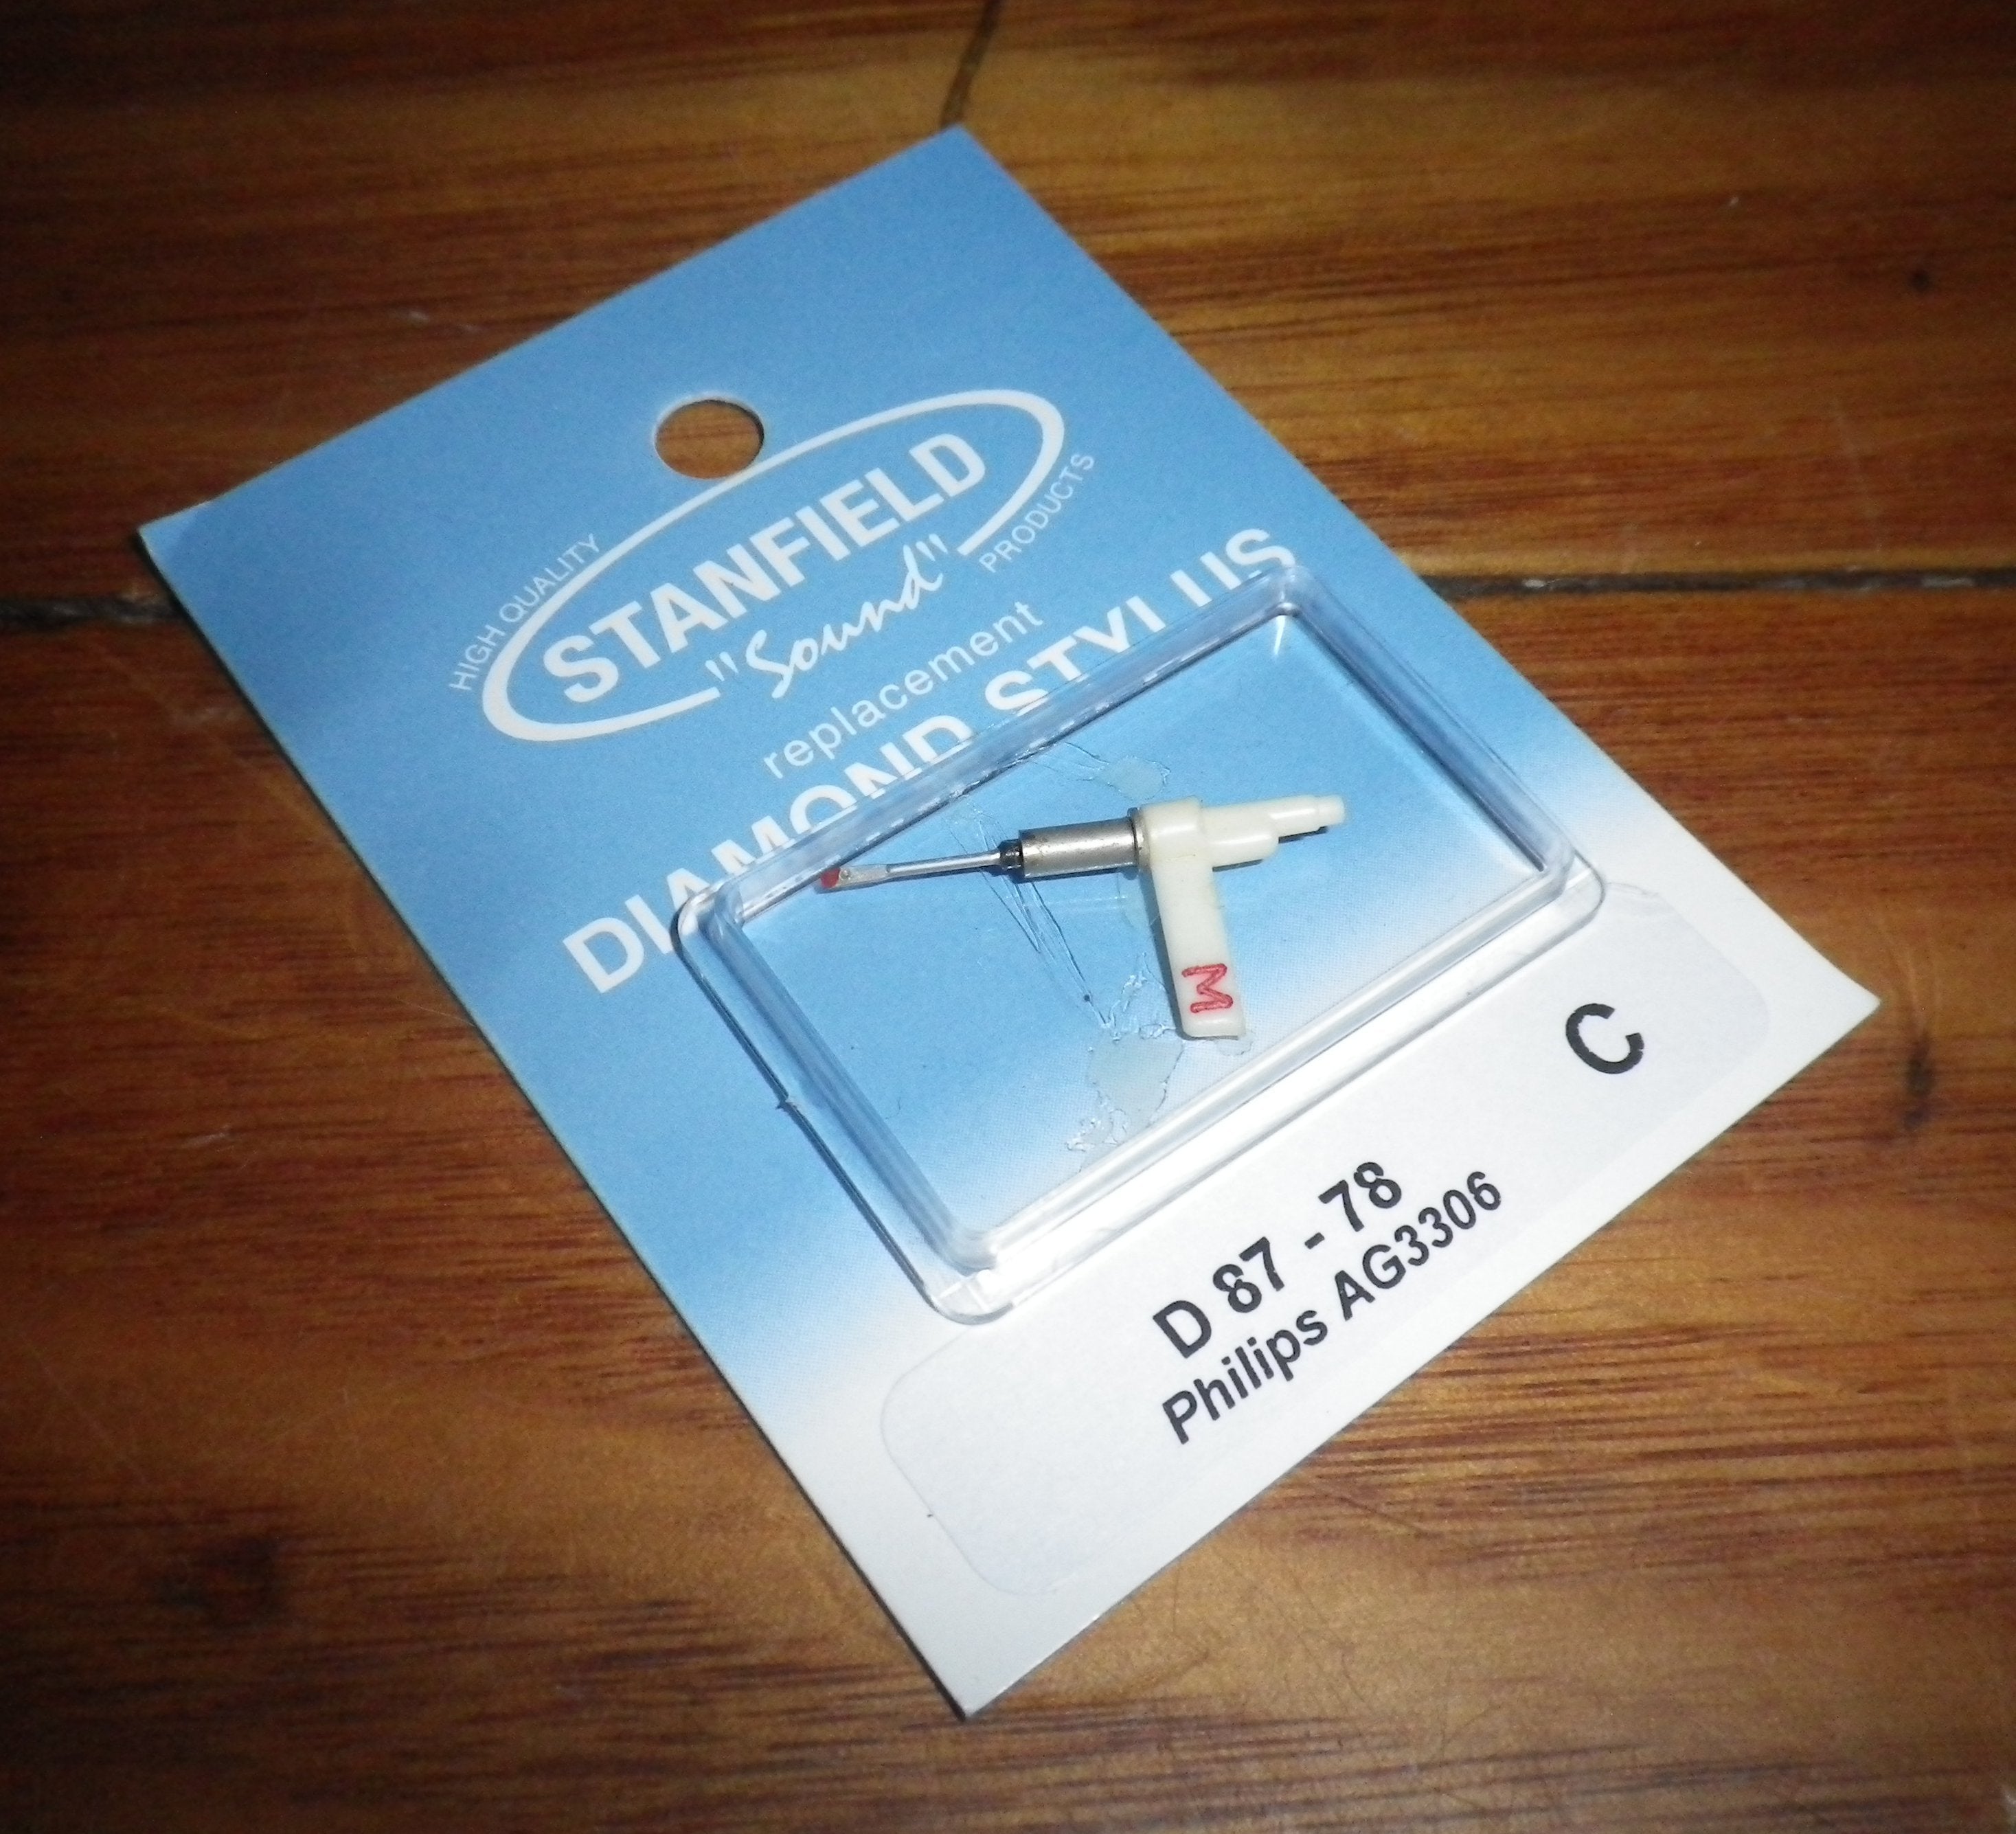 HIGH QUALITY
STANFIELD
"Sound"
PRODUCTS
replacement
DIAMOND STYLUS
M
C
D 87 - 78
Philips AG3306